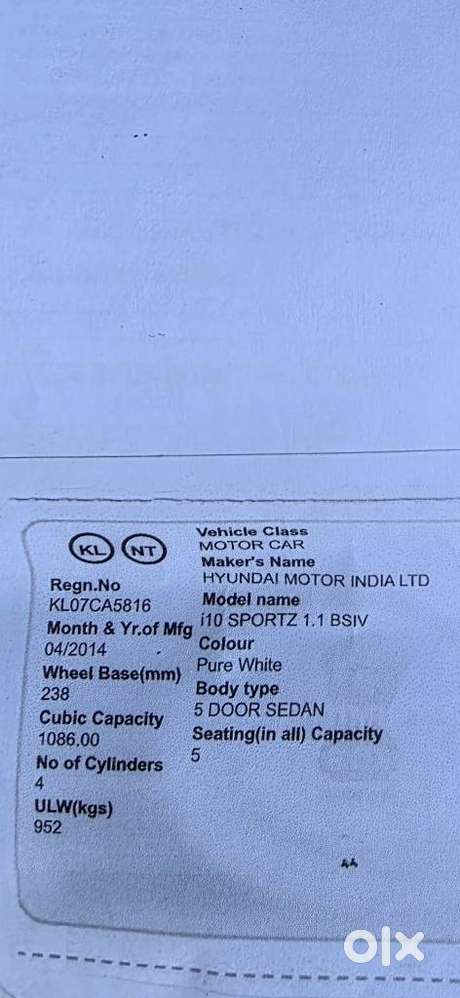 KL NT
Regn.No
KL07CA5816
Month & Yr.of Mfg
04/2014
Wheel Base(mm)
238
Cubic Capacity
1086.00
No of Cylinders
4
ULW(kgs)
952
Vehicle Class
MOTOR CAR
Maker's Name
HYUNDAI MOTOR INDIA LTD
Model name
i10 SPORTZ 1.1 BSIV
Colour
Pure White
Body type
5 DOOR SEDAN
Seating(in all) Capacity
5
44
olx